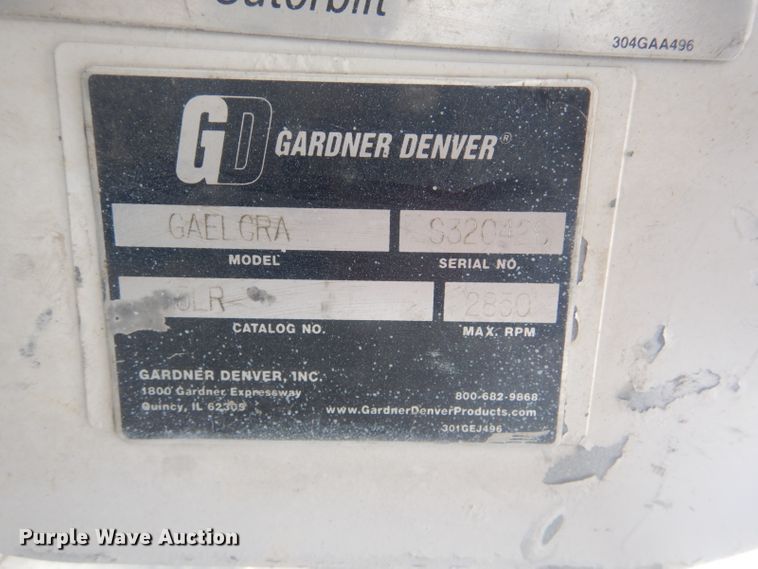 304GAA496
GD GARDNER DENVER®
GAELCRA
MODEL SERIAL NO.
2850
CATALOG NO. MAX. RPM
GARDNER DENVER, INC.
1800 Gardner Expressway 800-682-9868
Quincy, IL 62305 www.GardnerDenverProducts.com
301GEJ496
Purple Wave Auction